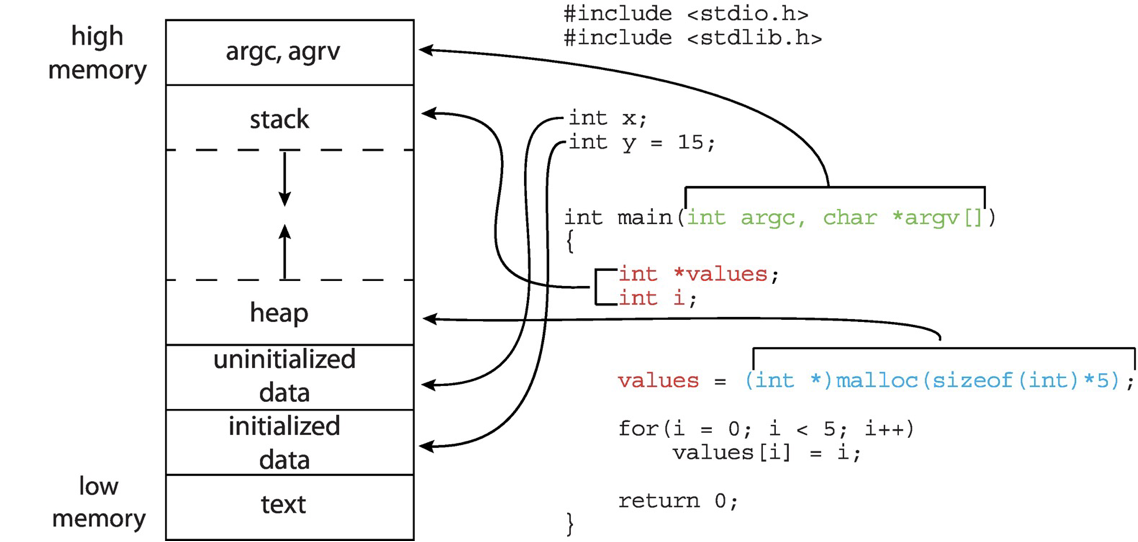 high
memory
argc, agrv
stack
heap
uninitialized
data
initialized
data
text
low
memory
#include <stdio.h>
#include <stdlib.h>
int x;
int y = 15;
int main(int argc, char *argv[])
{
int *values;
int i;
values = (int *)malloc(sizeof(int)*5);
for(i = 0; i < 5; i++)
values[i] = i;
return 0;
}